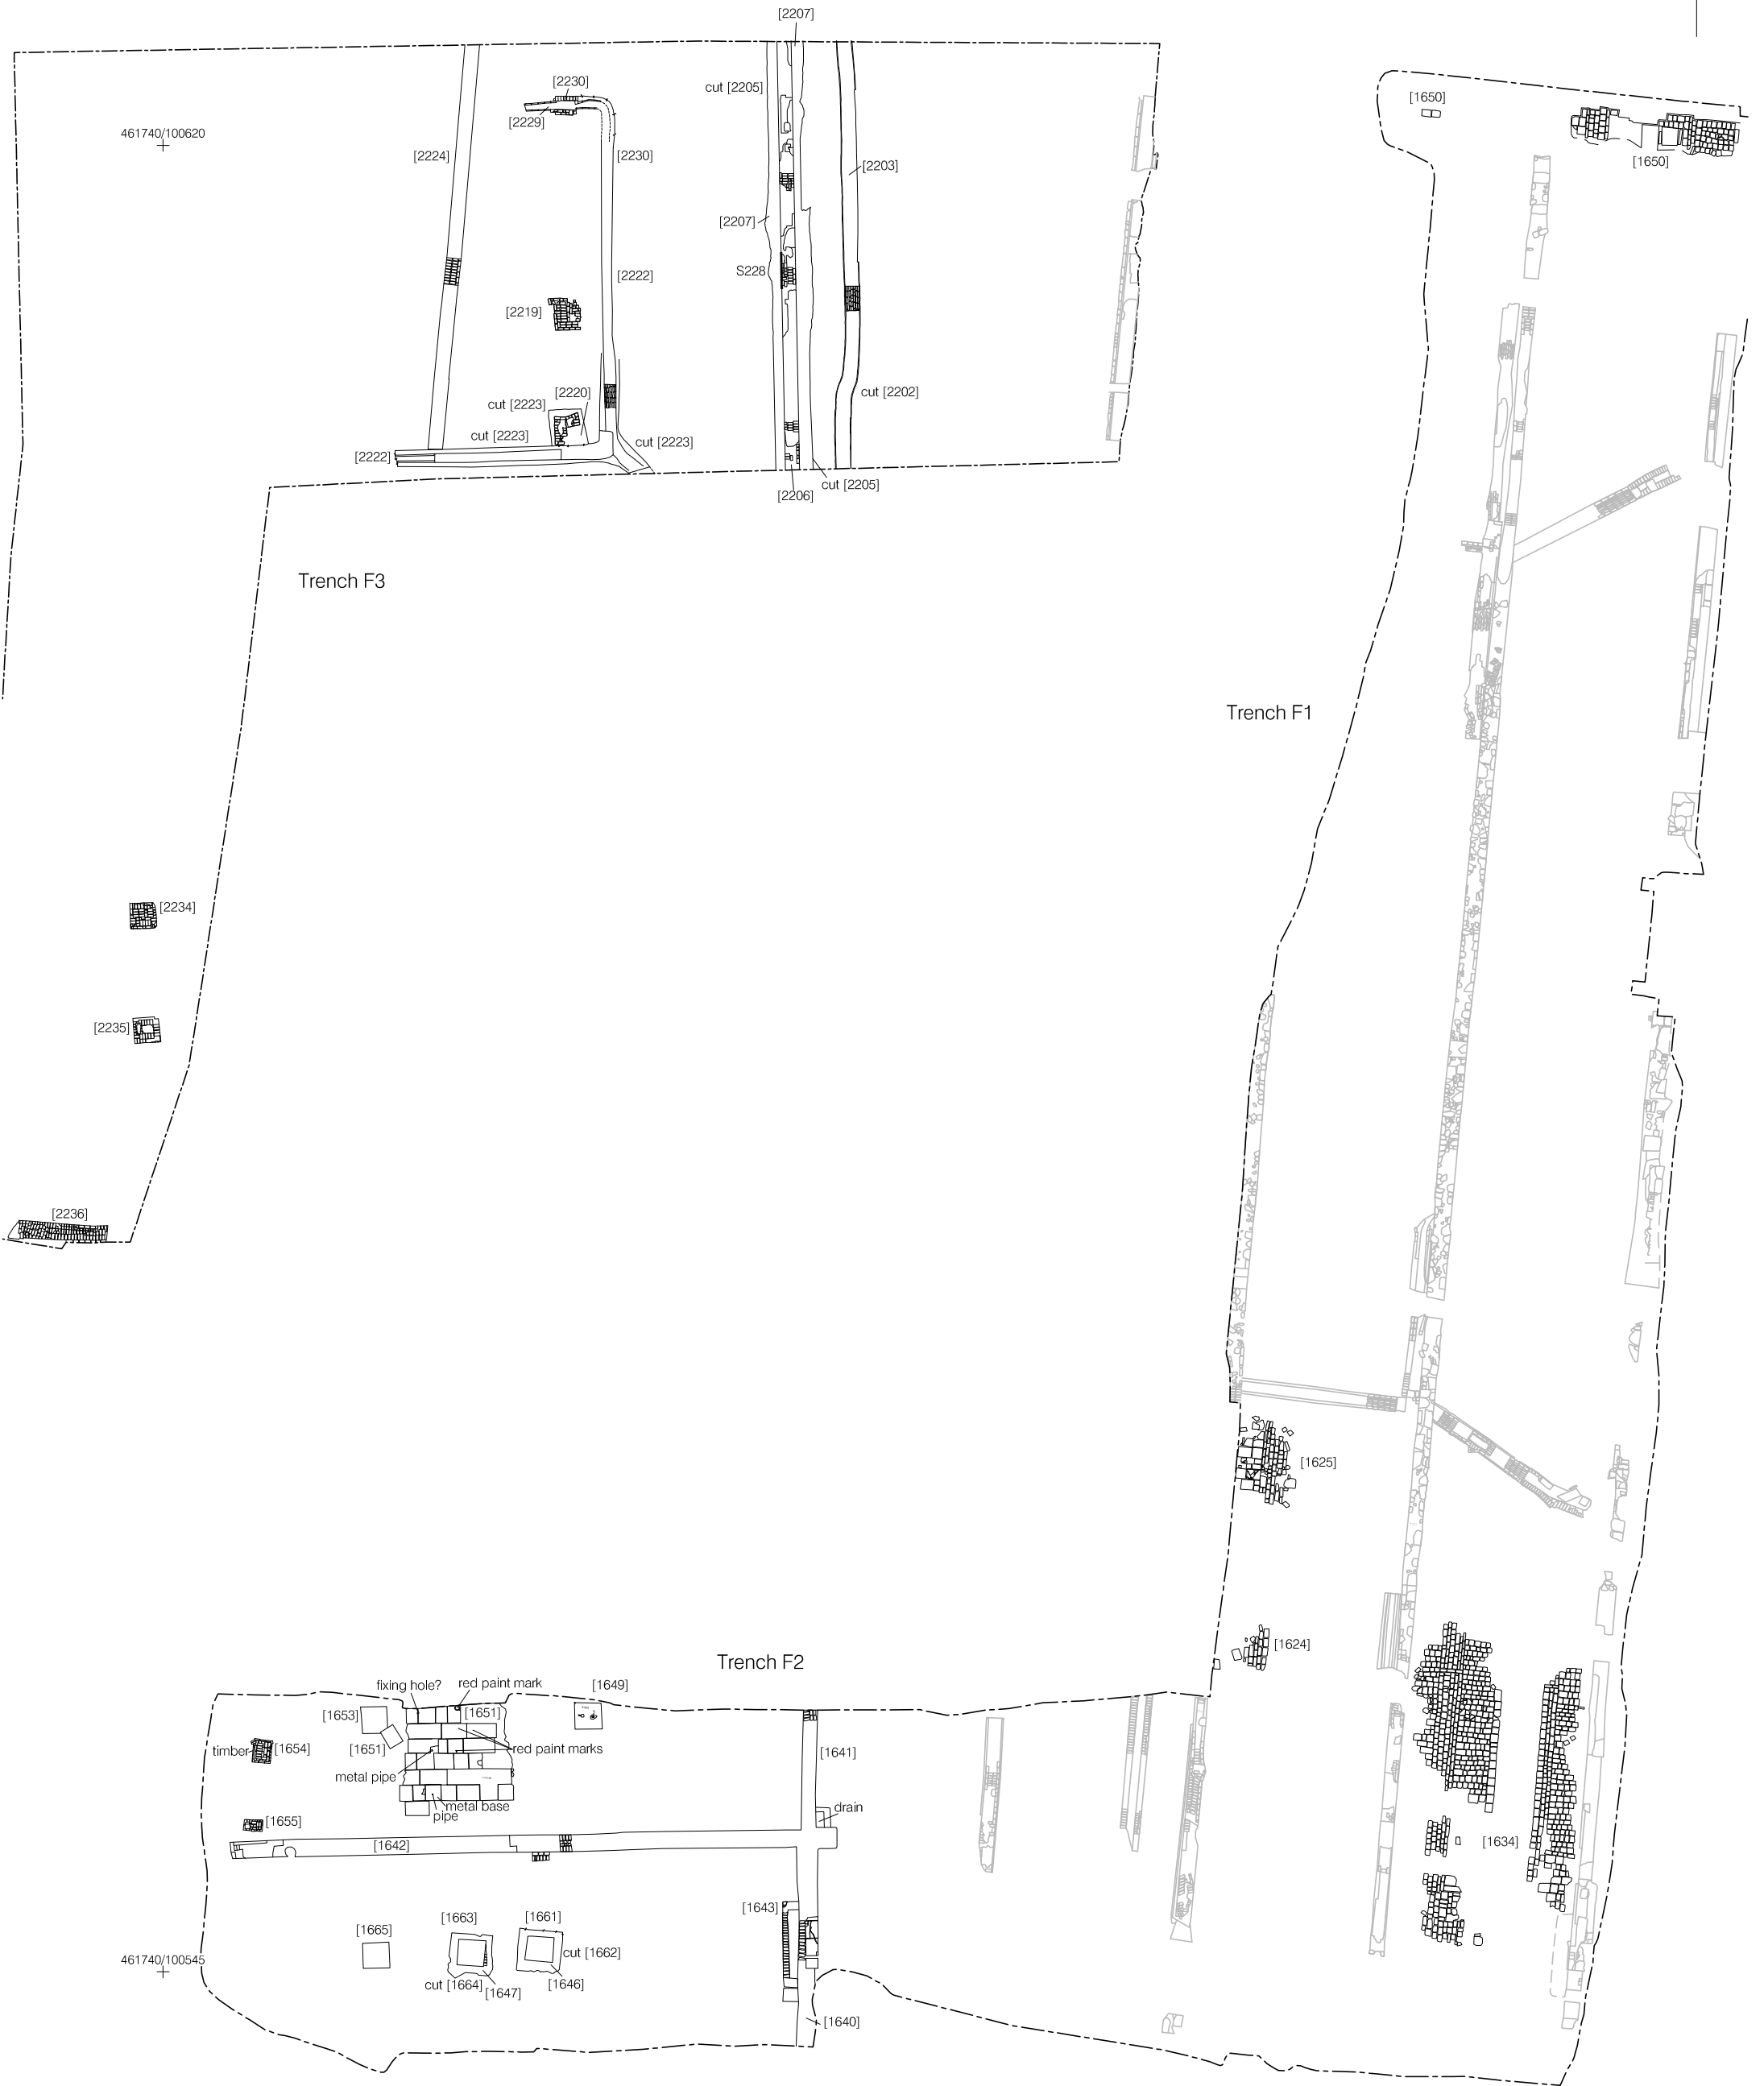 [2207]
[2230]
cut [2205]
[1650]
[2229]
461740/100620
[2224]
[2230]
[1650]
[2203]
[2207]
S228
[2222]
[2219]
[2220]
cut [2202]
cut [2223]
cut [2223]
cut [2223]
[2222]
cut [2205]
[2206]
Trench F3
Trench F1
[2234]
[2235]
[2236]
[1625]
[1624]
Trench F2
fixing hole?
red paint mark
[1649]
[1653]
[1651]
[1651]
timber
[1654]
red paint marks
[1641]
metal pipe
metal base
pipe
drain
[1655]
[1642]
[1634]
[1643]
[1665]
[1663]
[1661]
cut [1662]
461740/100545
cut [1664]
[1647]
[1646]
[1640]